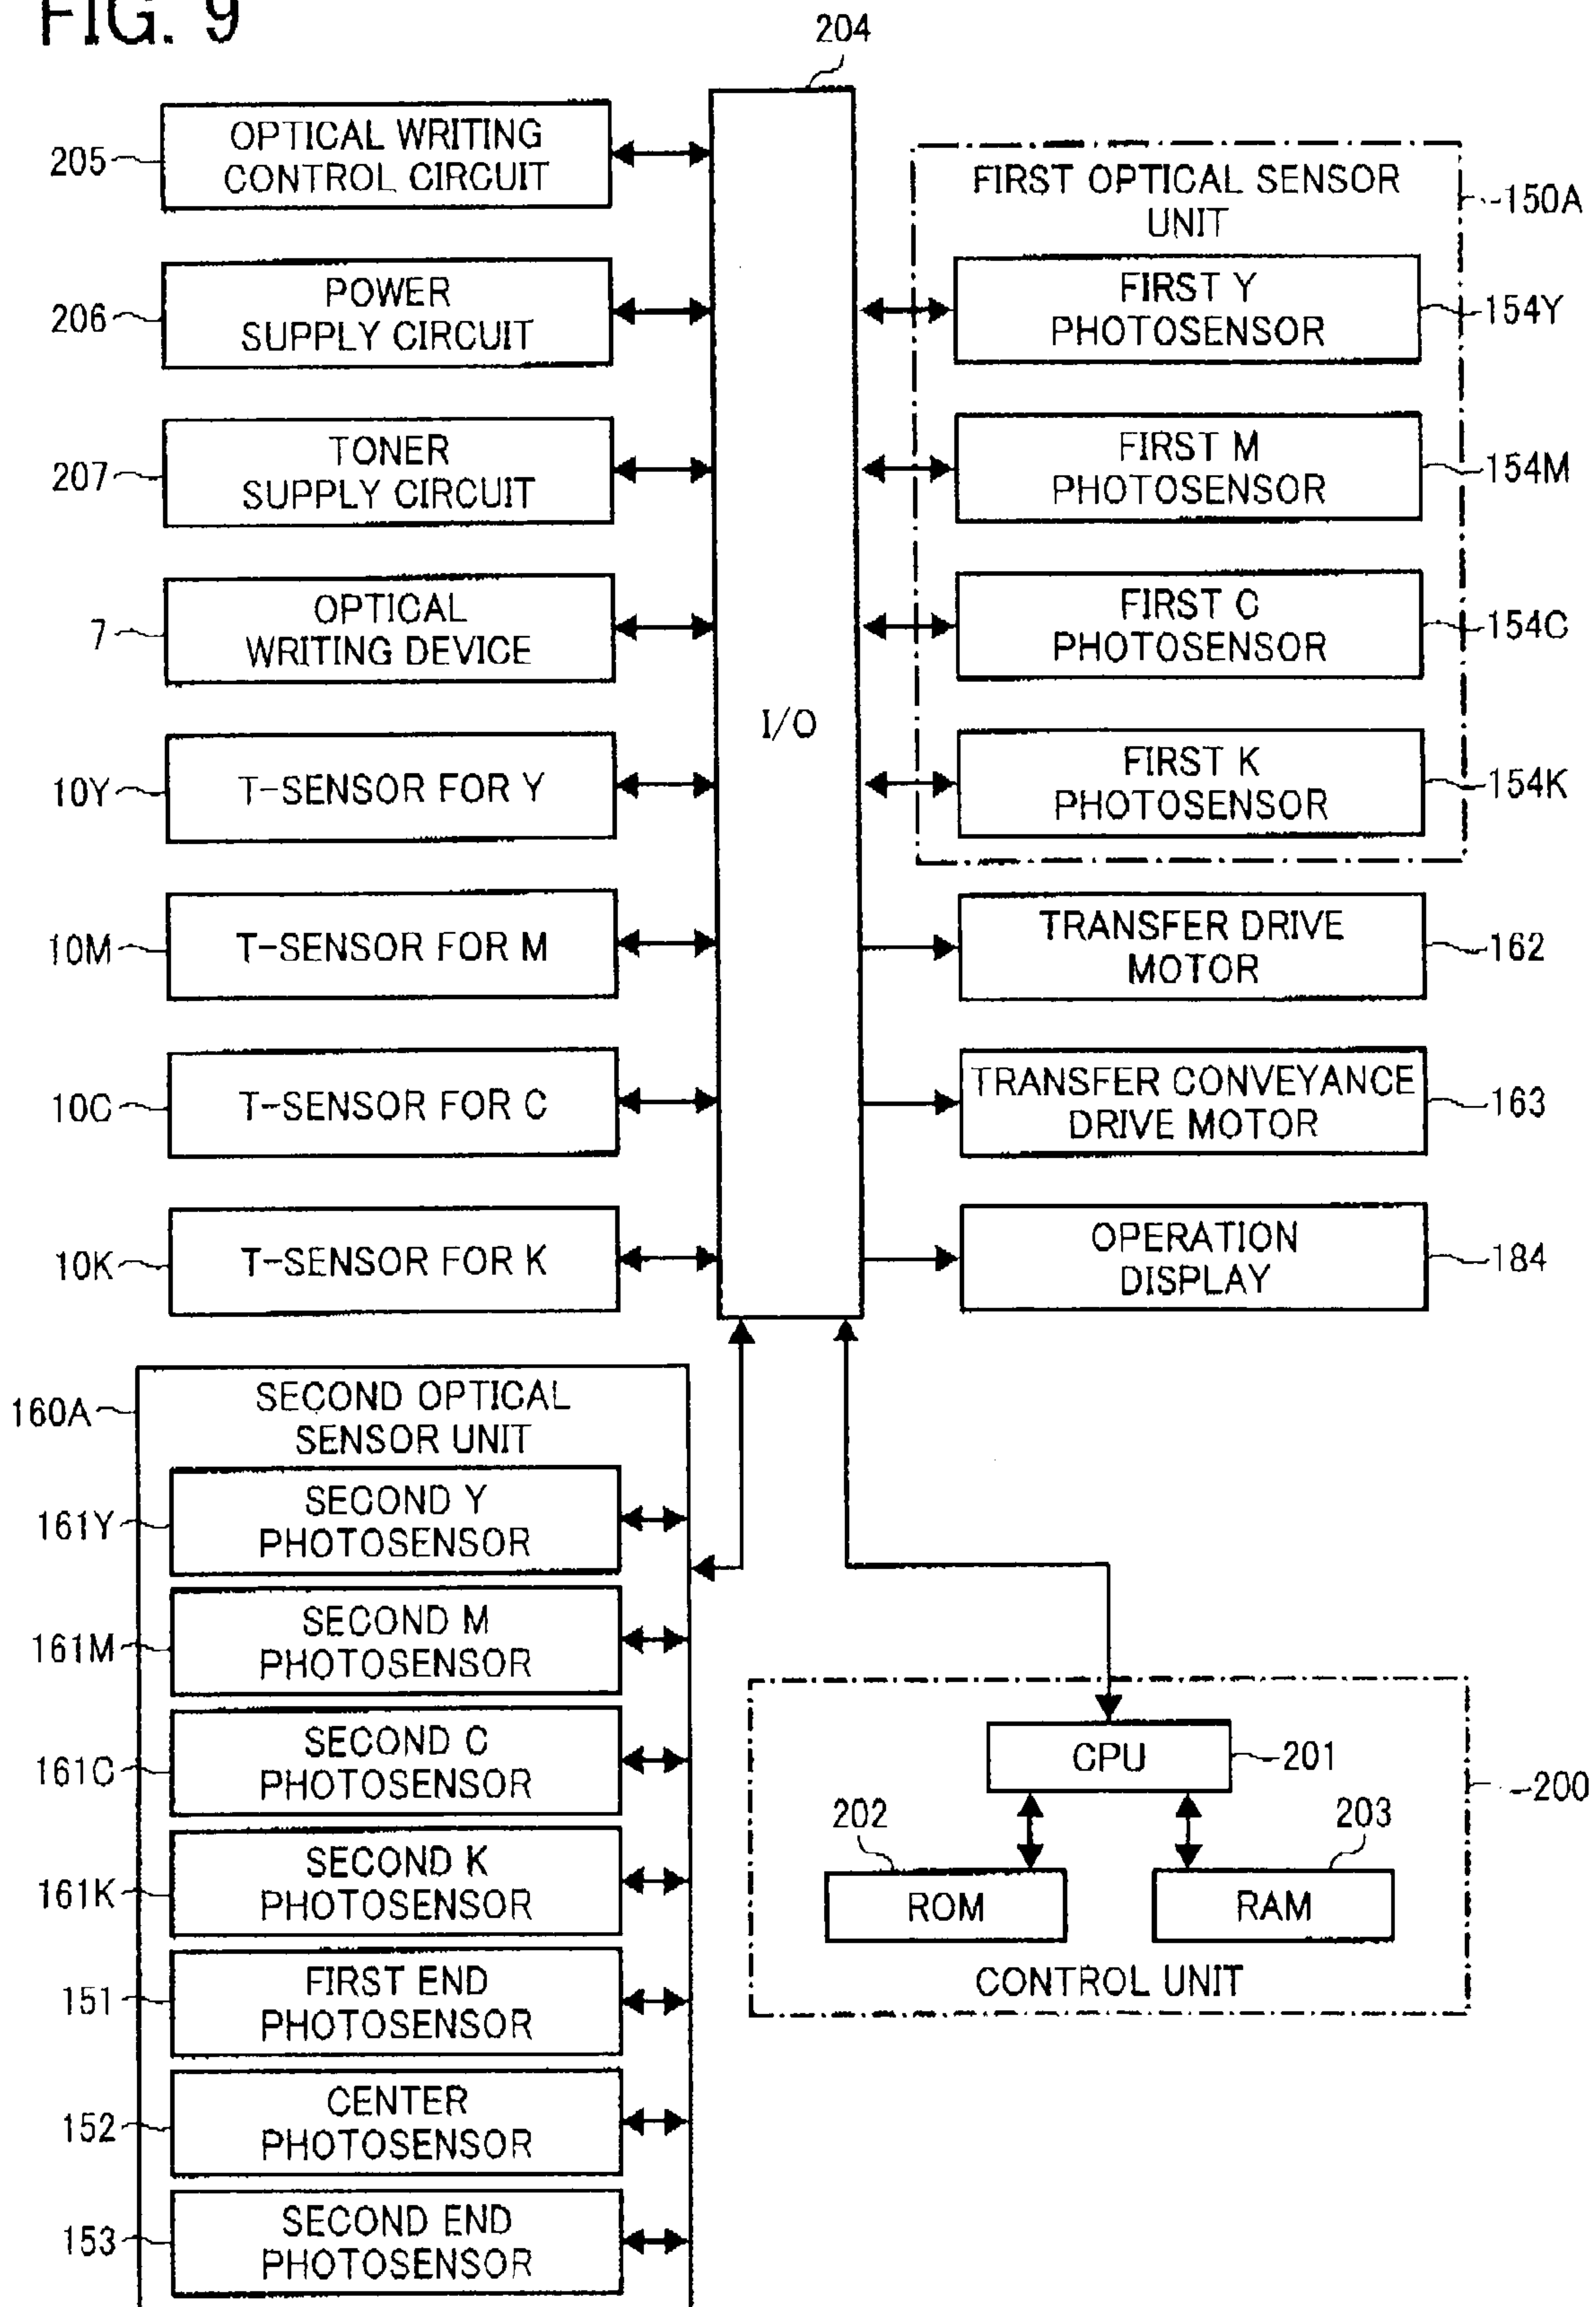 FIG. 9
204
205
OPTICAL WRITING
CONTROL CIRCUIT
206
POWER
SUPPLY CIRCUIT
207
TONER
SUPPLY CIRCUIT
7
OPTICAL
WRITING DEVICE
10Y
T-SENSOR FOR Y
10M
T-SENSOR FOR M
10C
T-SENSOR FOR C
10K
T-SENSOR FOR K
I/O
FIRST OPTICAL SENSOR
UNIT
150A
FIRST Y
PHOTOSENSOR
154Y
FIRST M
PHOTOSENSOR
154M
FIRST C
PHOTOSENSOR
154C
FIRST K
PHOTOSENSOR
154K
TRANSFER DRIVE
MOTOR
162
TRANSFER CONVEYANCE
DRIVE MOTOR
163
OPERATION
DISPLAY
184
160A
SECOND OPTICAL
SENSOR UNIT
161Y
SECOND Y
PHOTOSENSOR
161M
SECOND M
PHOTOSENSOR
161C
SECOND C
PHOTOSENSOR
161K
SECOND K
PHOTOSENSOR
151
FIRST END
PHOTOSENSOR
152
CENTER
PHOTOSENSOR
153
SECOND END
PHOTOSENSOR
CPU
201
200
202
203
ROM
RAM
CONTROL UNIT